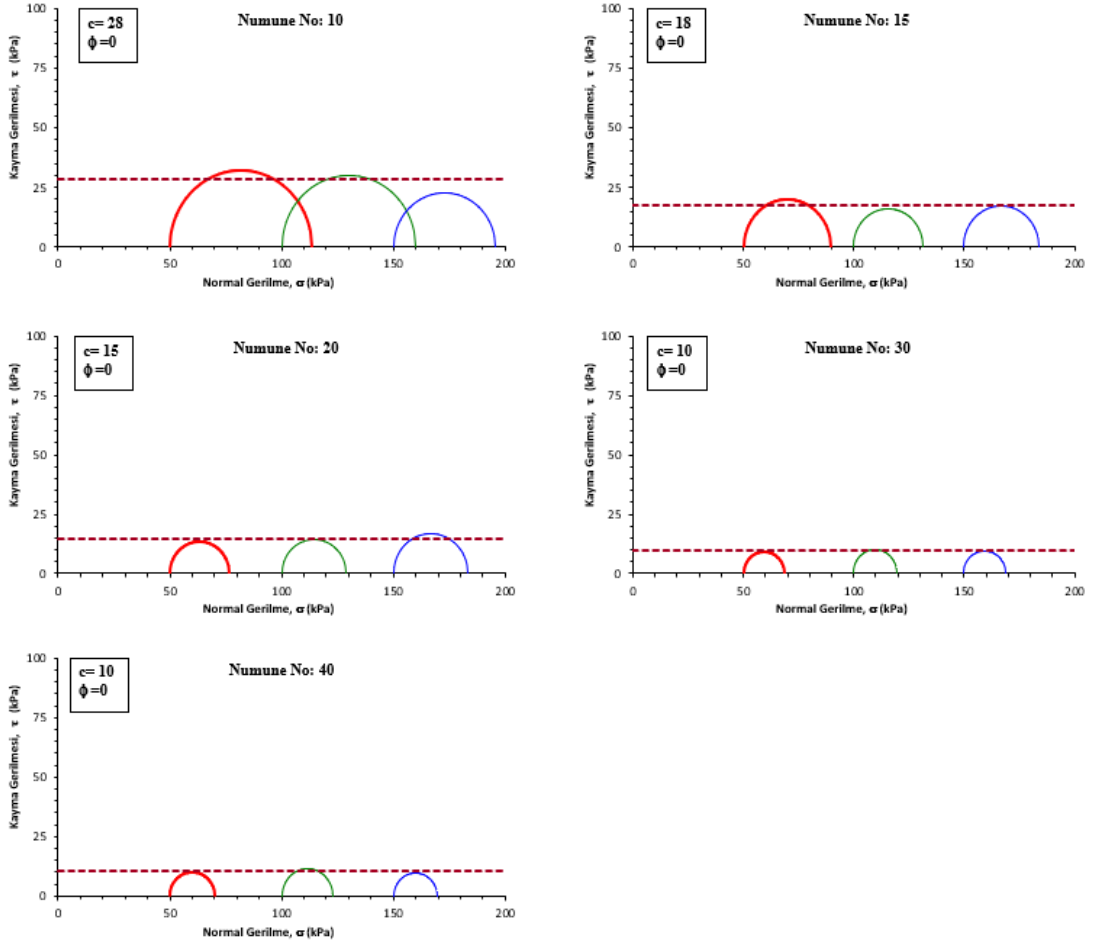 c= 28
ϕ =0
Numune No: 10
Kayma Gerilmesi, τ (kPa)
100
75
50
25
0
0 50 100 150 200
Normal Gerilme, σ (kPa)
c= 18
ϕ =0
Numune No: 15
Kayma Gerilmesi, τ (kPa)
100
75
50
25
0
0 50 100 150 200
Normal Gerilme, σ (kPa)
c= 15
ϕ =0
Numune No: 20
Kayma Gerilmesi, τ (kPa)
100
75
50
25
0
0 50 100 150 200
Normal Gerilme, σ (kPa)
c= 10
ϕ =0
Numune No: 30
Kayma Gerilmesi, τ (kPa)
100
75
50
25
0
0 50 100 150 200
Normal Gerilme, σ (kPa)
c= 10
ϕ =0
Numune No: 40
Kayma Gerilmesi, τ (kPa)
100
75
50
25
0
0 50 100 150 200
Normal Gerilme, σ (kPa)